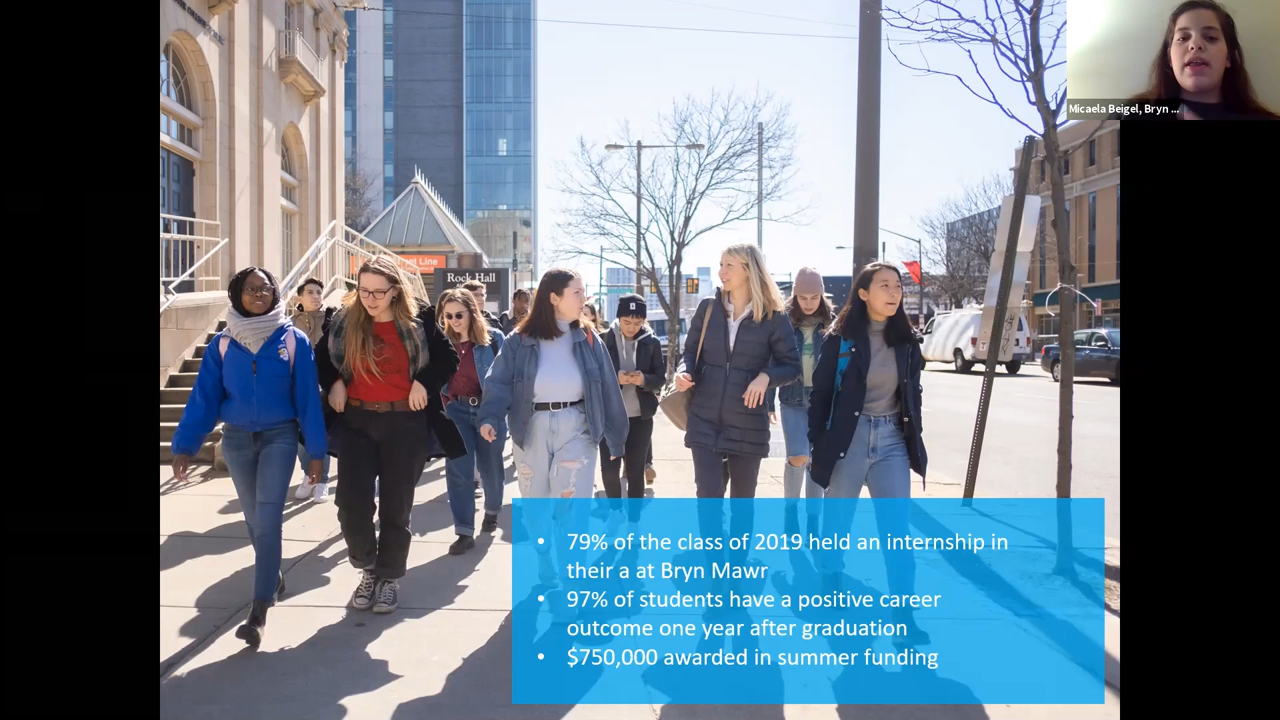 Micaela Beigel, Bryn ...
Rock Hall
79% of the class of 2019 held an internship in
their a at Bryn Mawr
97% of students have a positive career
outcome one year after graduation
$750,000 awarded in summer funding